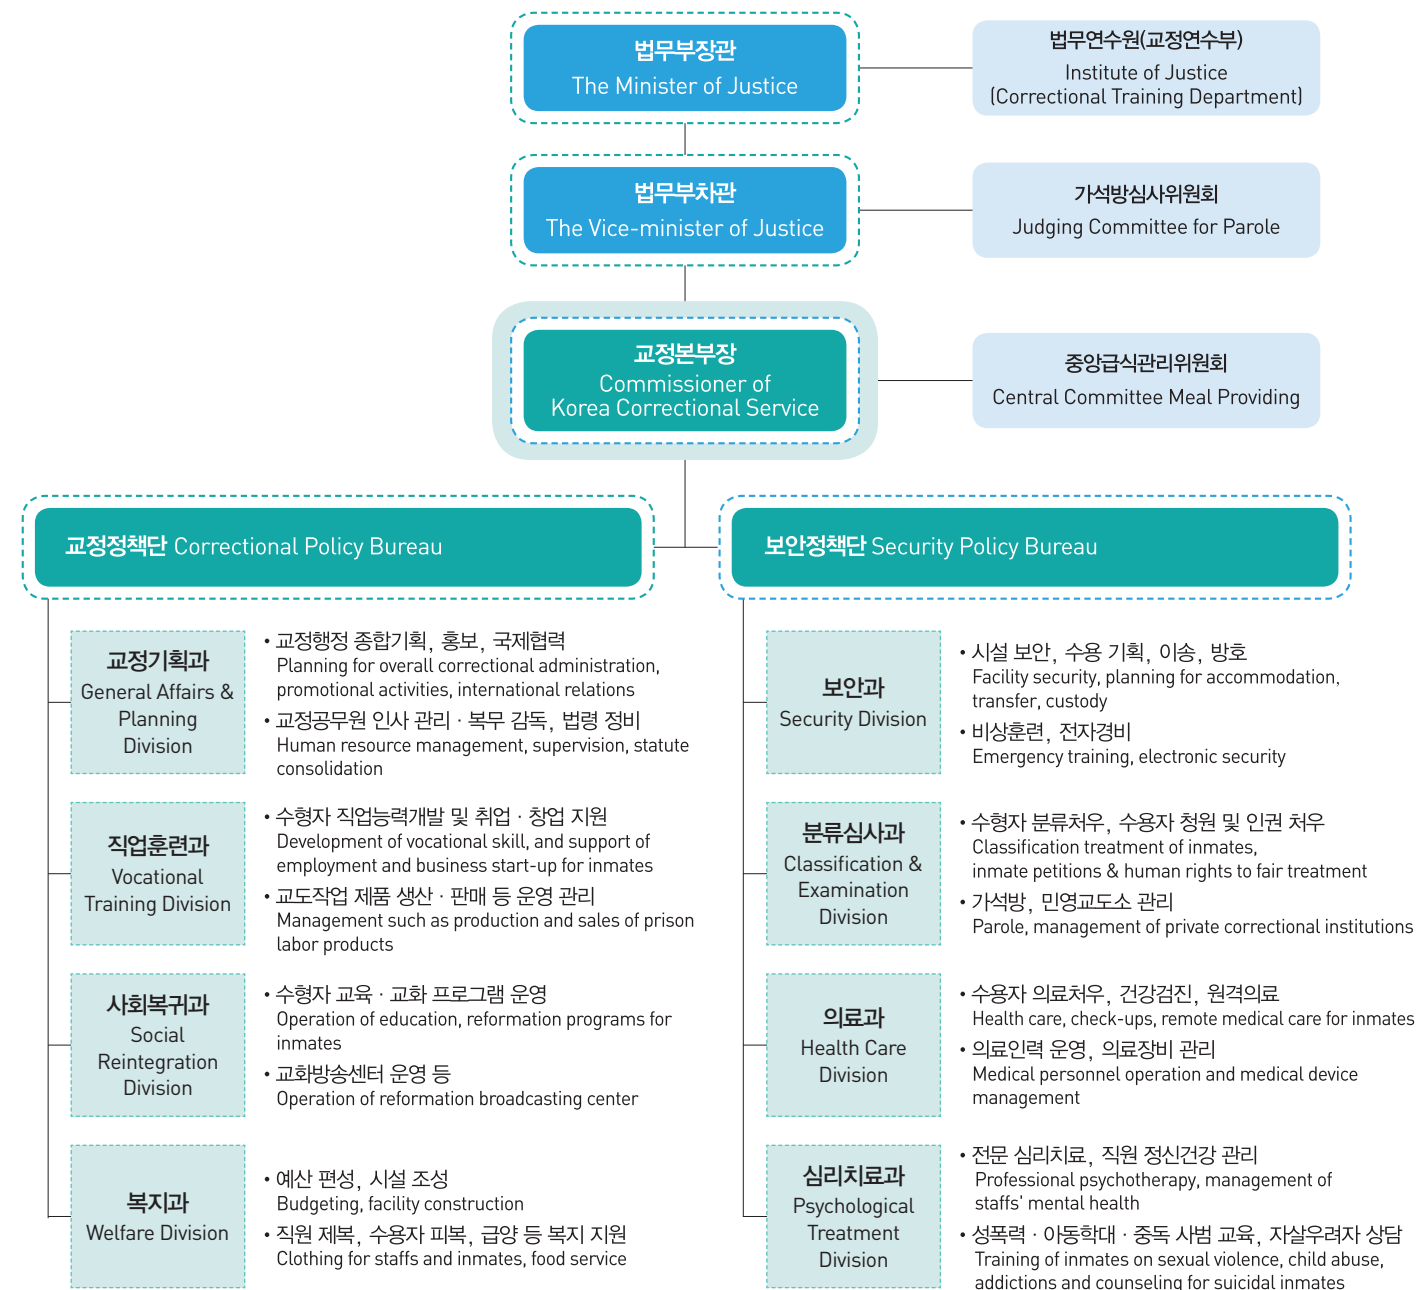 법무부장관
The Minister of Justice
법무연수원(교정연수부)
Institute of Justice
(Correctional Training Department)
법무부차관
The Vice-minister of Justice
가석방심사위원회
Judging Committee for Parole
교정본부장
Commissioner of
Korea Correctional Service
중앙급식관리위원회
Central Committee Meal Providing
교정정책단 Correctional Policy Bureau
교정기획과
General Affairs &
Planning
Division
• 교정행정 종합기획, 홍보, 국제협력
Planning for overall correctional administration,
promotional activities, international relations
• 교정공무원 인사 관리 · 복무 감독, 법령 정비
Human resource management, supervision, statute
consolidation
직업훈련과
Vocational
Training Division
• 수형자 직업능력개발 및 취업 · 창업 지원
Development of vocational skill, and support of
employment and business start-up for inmates
• 교도작업 제품 생산 · 판매 등 운영 관리
Management such as production and sales of prison
labor products
사회복귀과
Social
Reintegration
Division
• 수형자 교육 · 교화 프로그램 운영
Operation of education, reformation programs for
inmates
• 교화방송센터 운영 등
Operation of reformation broadcasting center
복지과
Welfare Division
• 예산 편성, 시설 조성
Budgeting, facility construction
• 직원 제복, 수용자 피복, 급양 등 복지 지원
Clothing for staffs and inmates, food service
보안정책단 Security Policy Bureau
보안과
Security Division
• 시설 보안, 수용 기획, 이송, 방호
Facility security, planning for accommodation,
transfer, custody
• 비상훈련, 전자경비
Emergency training, electronic security
분류심사과
Classification &
Examination
Division
• 수형자 분류처우, 수용자 청원 및 인권 처우
Classification treatment of inmates,
inmate petitions & human rights to fair treatment
• 가석방, 민영교도소 관리
Parole, management of private correctional institutions
의료과
Health Care
Division
• 수용자 의료처우, 건강검진, 원격의료
Health care, check-ups, remote medical care for inmates
• 의료인력 운영, 의료장비 관리
Medical personnel operation and medical device
management
심리치료과
Psychological
Treatment
Division
• 전문 심리치료, 직원 정신건강 관리
Professional psychotherapy, management of
staffs' mental health
• 성폭력 · 아동학대 · 중독 사범 교육, 자살우려자 상담
Training of inmates on sexual violence, child abuse,
addictions and counseling for suicidal inmates